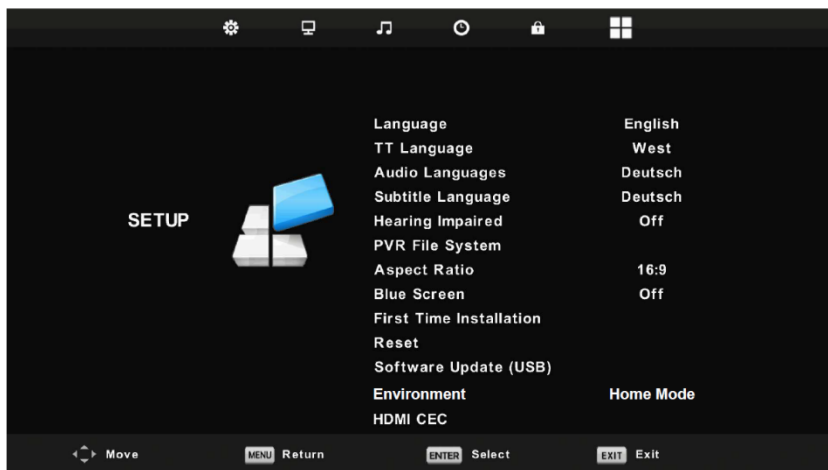 Language English
TT Language West
Audio Languages Deutsch
Subtitle Language Deutsch
SETUP
Hearing Impaired Off
PVR File System
Aspect Ratio 16:9
Blue Screen Off
First Time Installation
Reset
Software Update (USB)
Environment Home Mode
HDMI CEC
Move MENU Return ENTER Select EXIT Exit